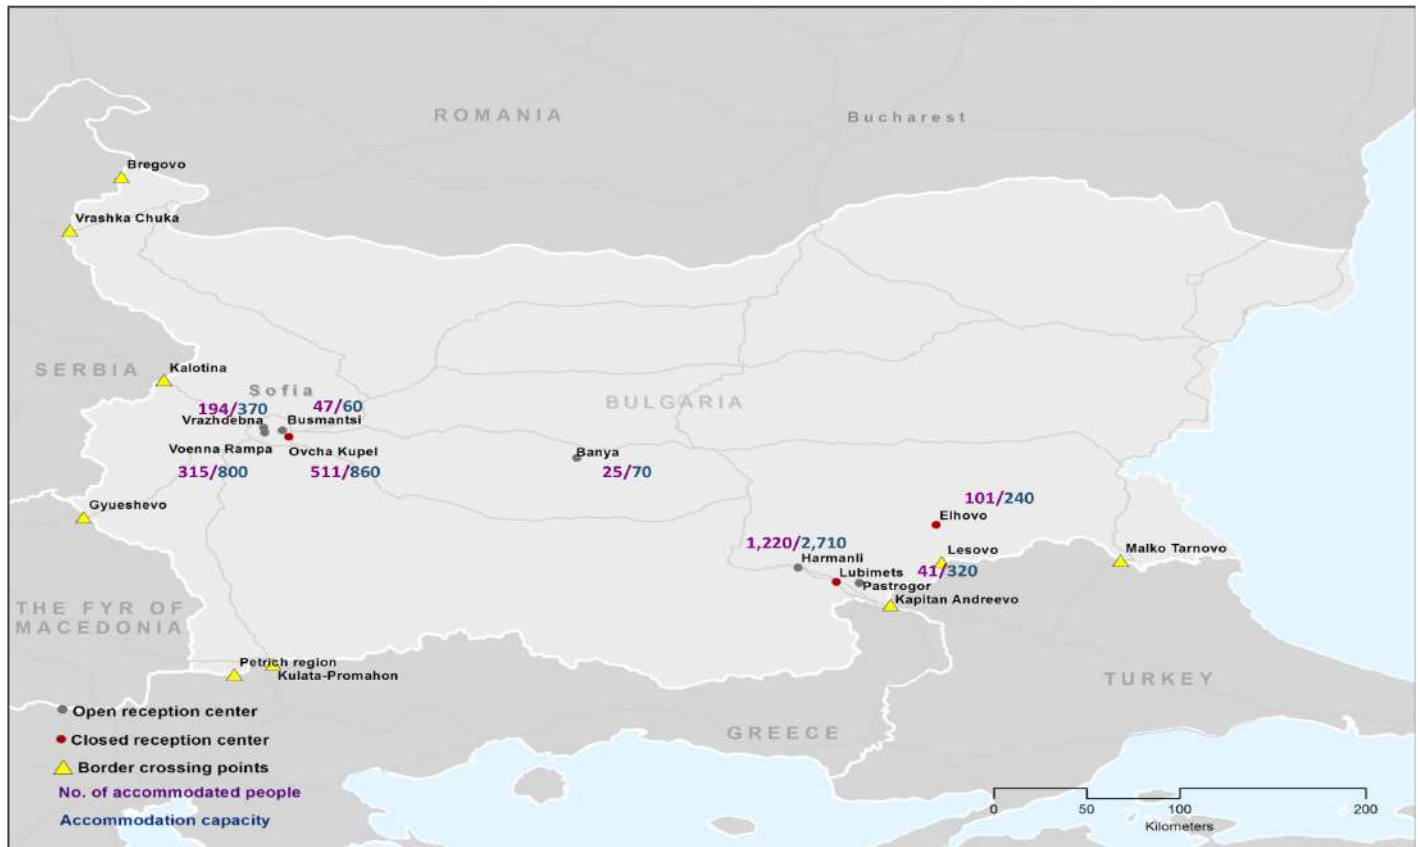 ROMANIA
Bucharest
Bregovo
Vrashka Chuka
SERBIA
Kalotina
Sofia
BULGARIA
194/370
47/60
Vrazhdebna
Busmantsi
Voenna Rampa
Ovcha Kupel
315/800
511/860
Banya
25/70
Gyueshevo
101/240
Elhovo
1,220/2,710
Harmanli
Lesovo
Malko Tarnovo
Lubimets
41/320
Pastrogor
Kapitan Andreevo
THE FYR OF
MACEDONIA
Petrich region
Kulata-Promahon
TURKEY
GREECE
Open reception center
Closed reception center
Border crossing points
No. of accommodated people
Accommodation capacity
0 50 100 200
Kilometers